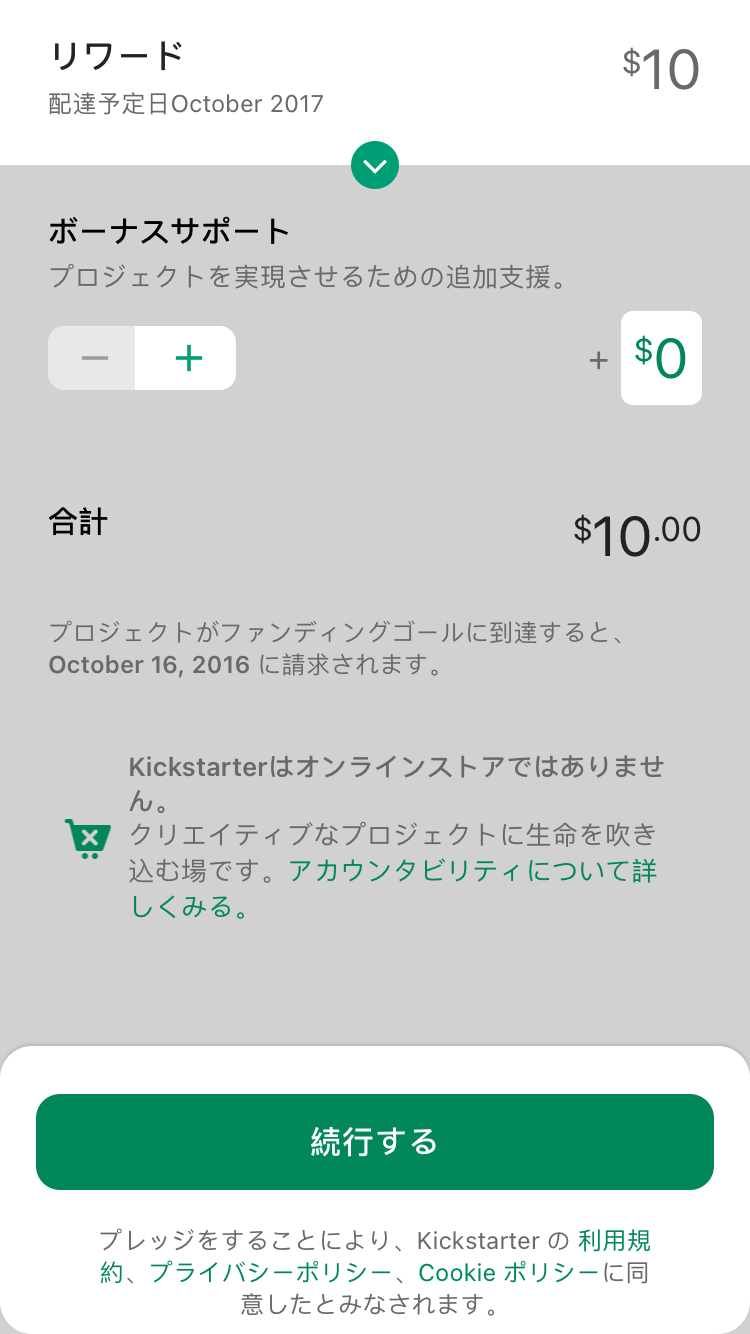 リワード
$10
配達予定日October 2017
ボーナスサポート
プロジェクトを実現させるための追加支援。
− +
+ $0
合計
$10.00
プロジェクトがファンディングゴールに到達すると、
October 16, 2016 に請求されます。
Kickstarterはオンラインストアではありませ
ん。
クリエイティブなプロジェクトに生命を吹き
込む場です。アカウンタビリティについて詳
しくみる。
続行する
プレッジをすることにより、Kickstarter の 利用規
約、プライバシーポリシー、Cookie ポリシーに同
意したとみなされます。